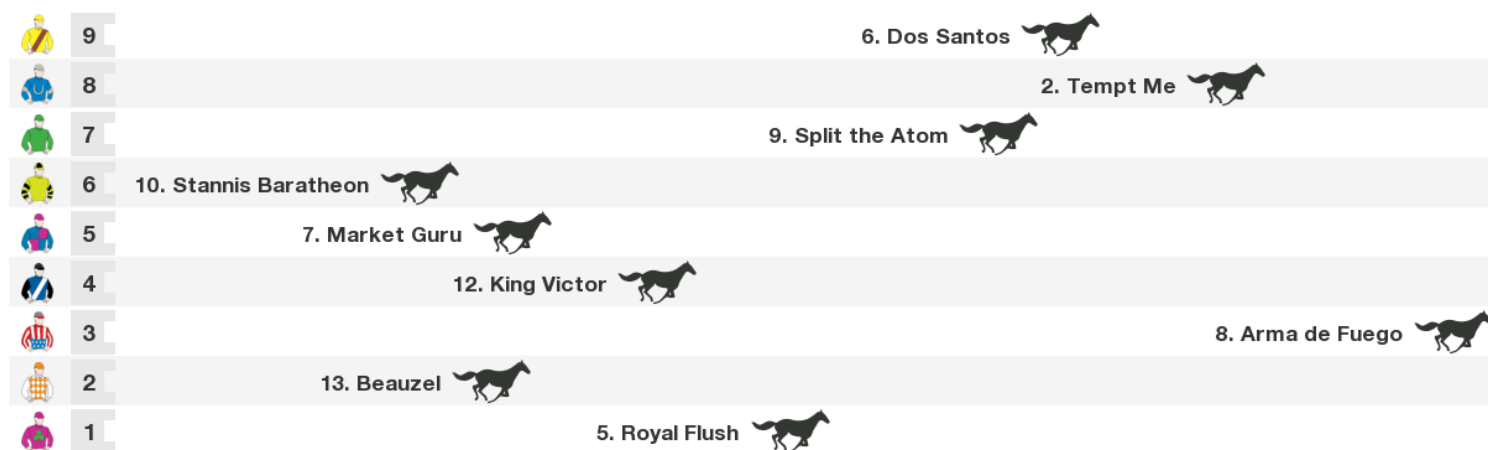 9 6. Dos Santos
8 2. Tempt Me
7 9. Split the Atom
6 10. Stannis Baratheon
5 7. Market Guru
4 12. King Victor
3 8. Arma de Fuego
2 13. Beauzel
1 5. Royal Flush